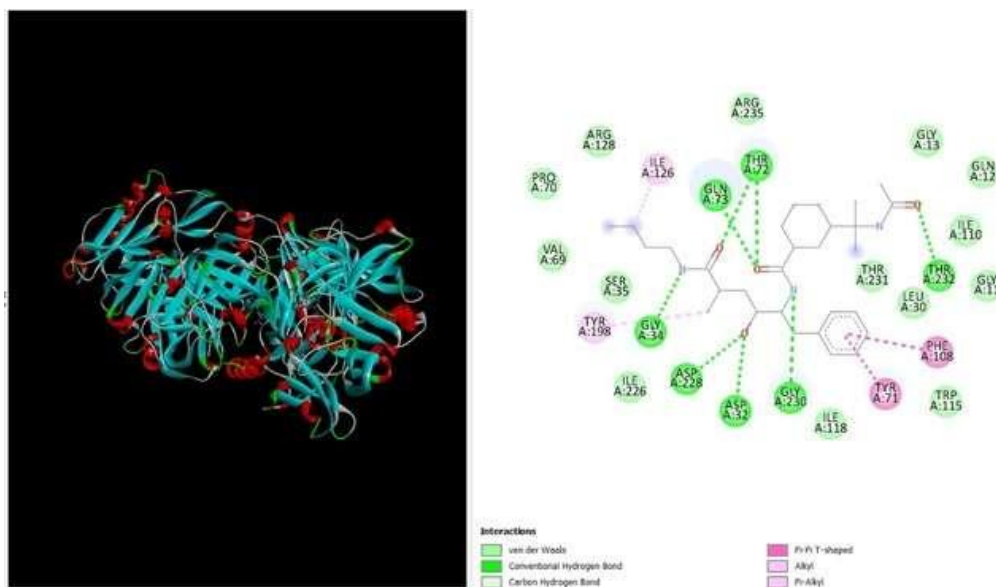 ARG
A:235
ARG
A:128
GLY
A:13
ILE
A:126
THR
A:72
GLN
PRO
A:70
GLN
A:73
ILE
A:110
VAL
A:69
SER
A:35
THR
A:231
THR
A:232
LEU
A:30
TYR
A:198
GLY
A:34
PHE
A:108
ILE
A:226
ASP
A:228
ASP
A:32
GLY
A:230
TYR
A:71
TRP
A:115
ILE
A:118
Interactions
van der Waals
Conventional Hydrogen Bond
Carbon Hydrogen Bond
Pi-Pi T-shaped
Alkyl
Pi-Alkyl